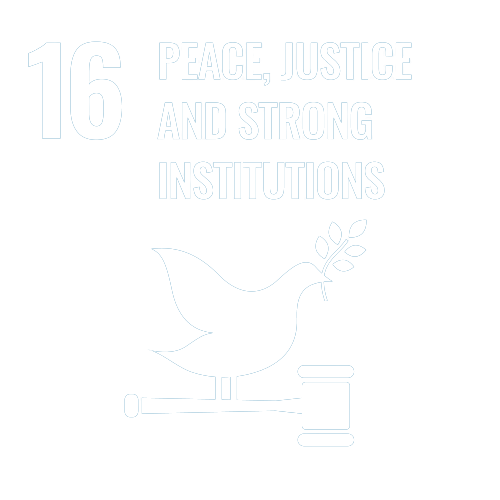 16
PEACE, JUSTICE
AND STRONG
INSTITUTIONS